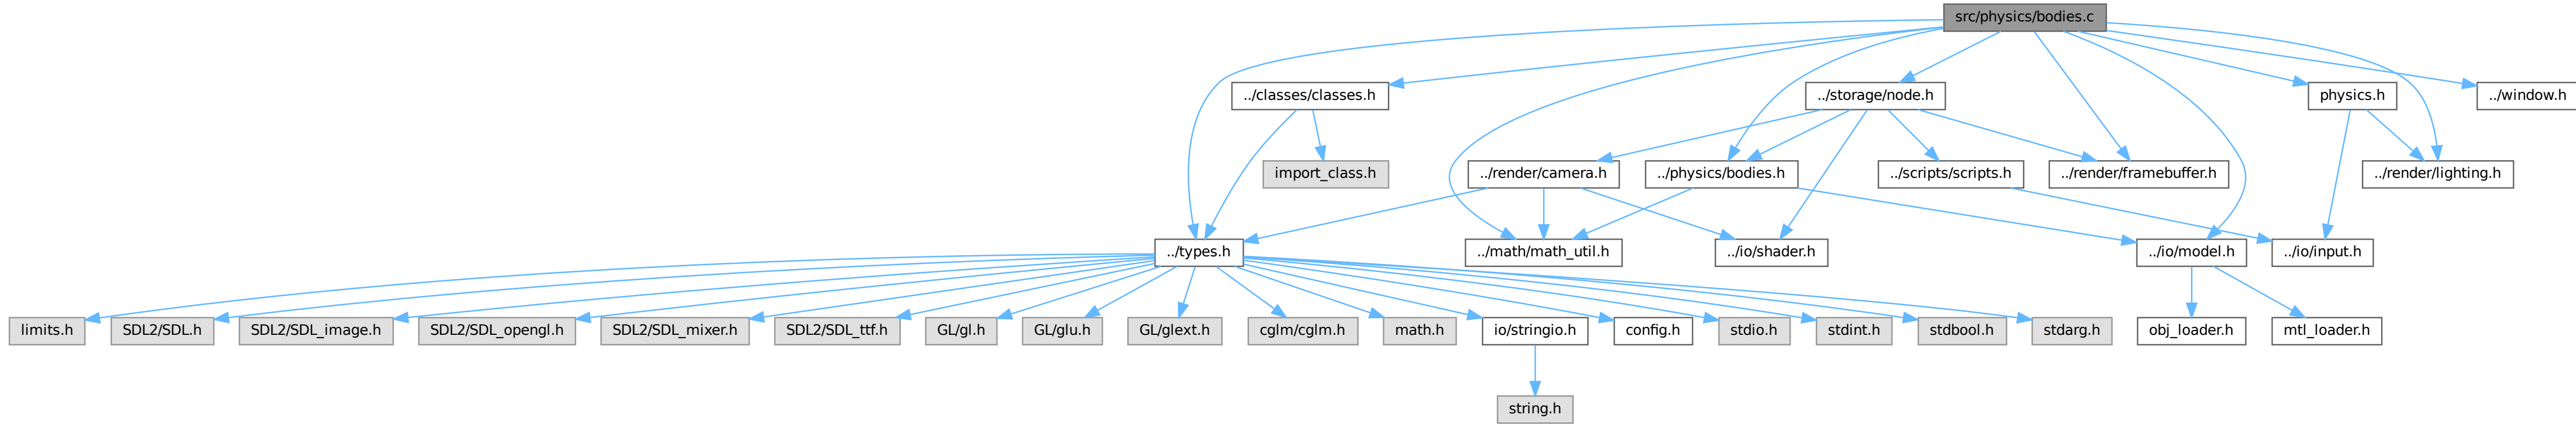 src/physics/bodies.c
../classes/classes.h
../storage/node.h
physics.h
../window.h
import_class.h
../render/camera.h
../physics/bodies.h
../scripts/scripts.h
../render/framebuffer.h
../render/lighting.h
../types.h
../math/math_util.h
../io/shader.h
../io/model.h
../io/input.h
limits.h
SDL2/SDL.h
SDL2/SDL_image.h
SDL2/SDL_opengl.h
SDL2/SDL_mixer.h
SDL2/SDL_ttf.h
GL/gl.h
GL/glu.h
GL/glext.h
cglm/cglm.h
math.h
io/stringio.h
config.h
stdio.h
stdint.h
stdbool.h
stdarg.h
obj_loader.h
mtl_loader.h
string.h